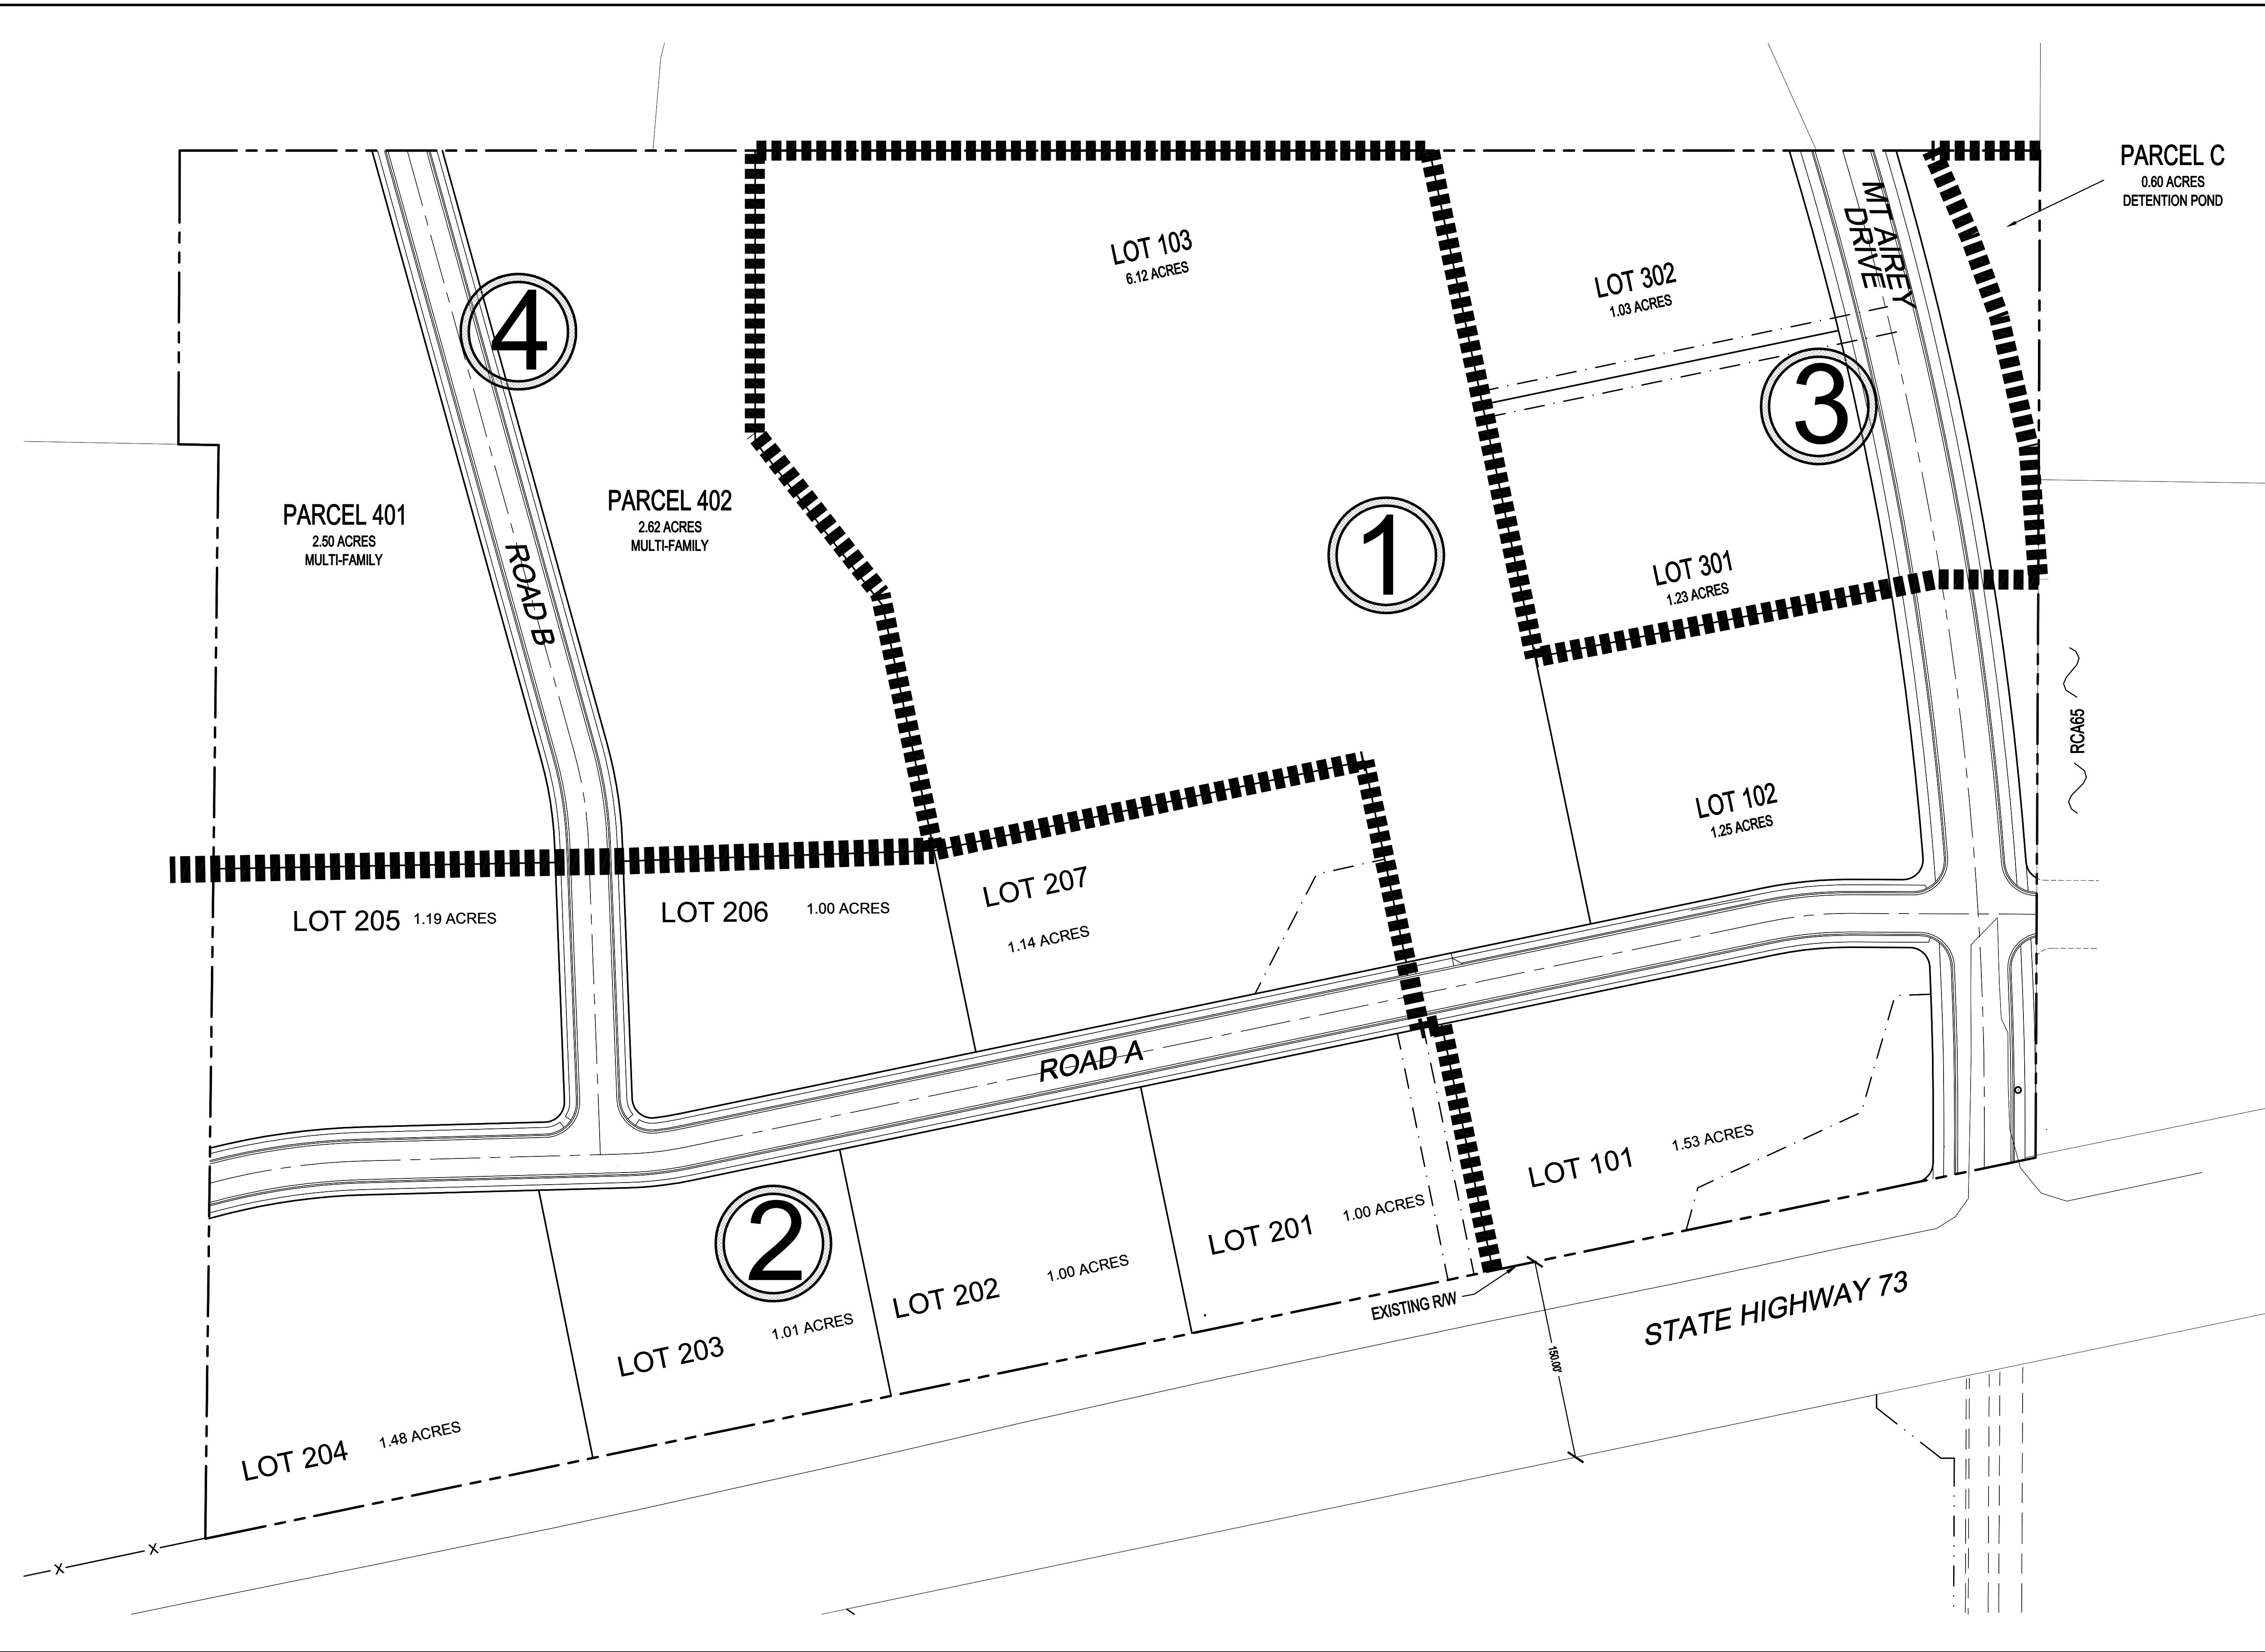 PARCEL C
0.60 ACRES
DETENTION POND
MT AIREY
DRIVE
LOT 103
6.12 ACRES
LOT 302
1.03 ACRES
4
3
PARCEL 401
2.50 ACRES
MULTI-FAMILY
PARCEL 402
2.62 ACRES
MULTI-FAMILY
ROAD B
1
LOT 301
1.23 ACRES
RCA65
LOT 102
1.25 ACRES
LOT 205 1.19 ACRES
LOT 206 1.00 ACRES
LOT 207
1.14 ACRES
ROAD A
LOT 101 1.53 ACRES
2
LOT 201 1.00 ACRES
LOT 202 1.00 ACRES
LOT 203 1.01 ACRES
LOT 204 1.48 ACRES
EXISTING R/W
150.00'
STATE HIGHWAY 73
X
X